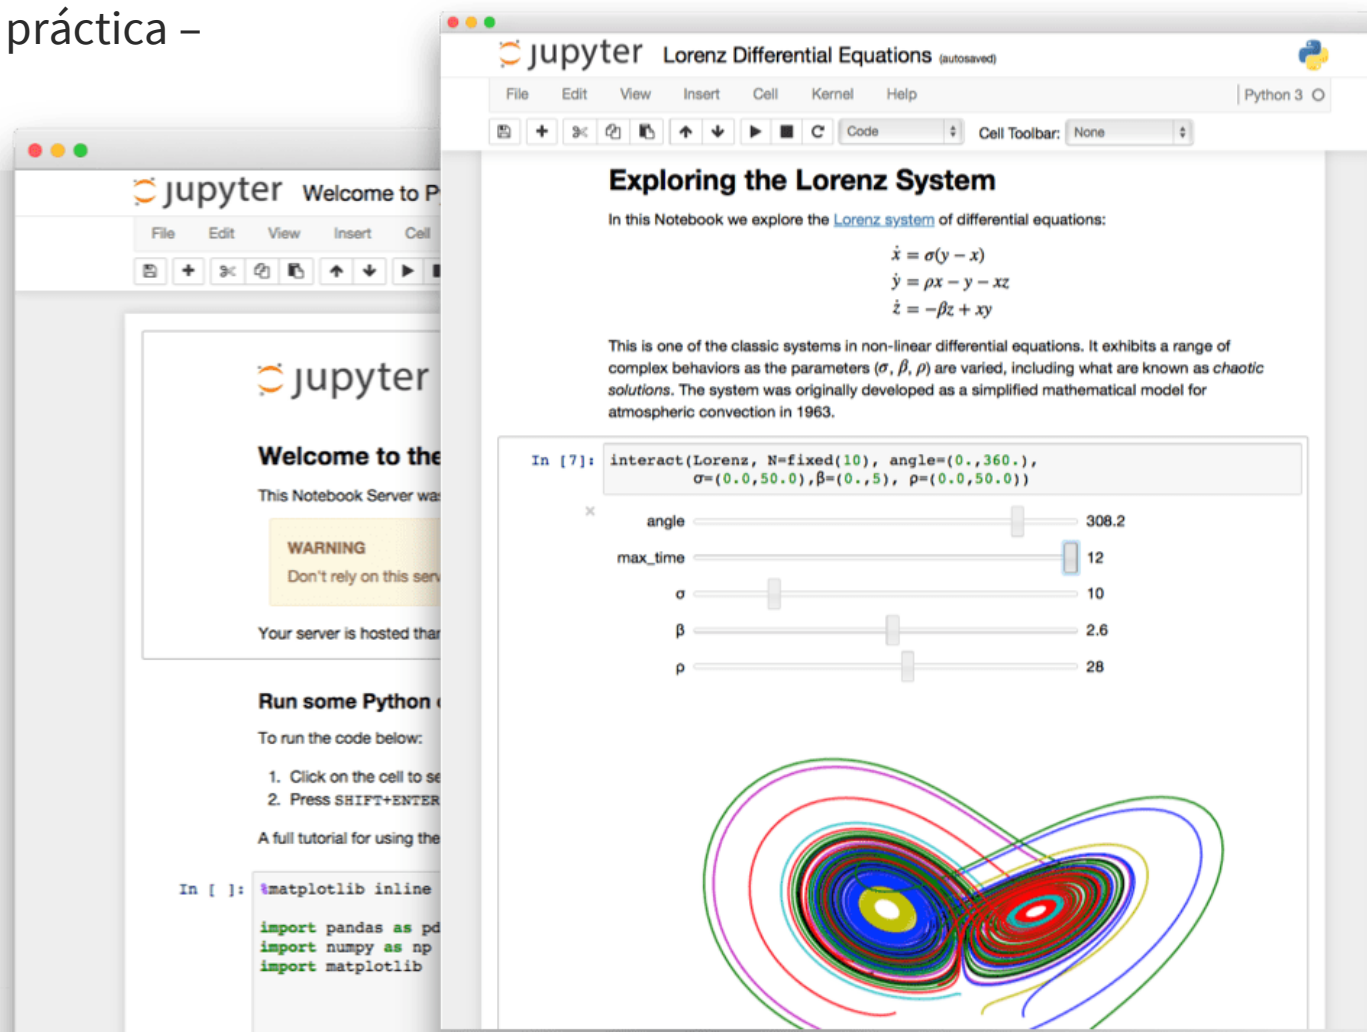 práctica –
jupyter Lorenz Differential Equations (autosaved)
File Edit View Insert Cell Kernel Help
Python 3
Code
Cell Toolbar: None
Exploring the Lorenz System
In this Notebook we explore the Lorenz system of differential equations:
ẋ = σ(y − x)
ẏ = ρx − y − xz
ż = −βz + xy
This is one of the classic systems in non-linear differential equations. It exhibits a range of
complex behaviors as the parameters (σ, β, ρ) are varied, including what are known as chaotic
solutions. The system was originally developed as a simplified mathematical model for
atmospheric convection in 1963.
In [7]: interact(Lorenz, N=fixed(10), angle=(0.,360.),
σ=(0.0,50.0),β=(0.,5), ρ=(0.0,50.0))
angle 308.2
max_time 12
σ 10
β 2.6
ρ 28
jupyter Welcome to P
File Edit View Insert Cell
jupyter
Welcome to the
This Notebook Server was
WARNING
Don't rely on this serv
Your server is hosted than
Run some Python
To run the code below:
1. Click on the cell to se
2. Press SHIFT+ENTER
A full tutorial for using the
In [ ]: %matplotlib inline
import pandas as pd
import numpy as np
import matplotlib